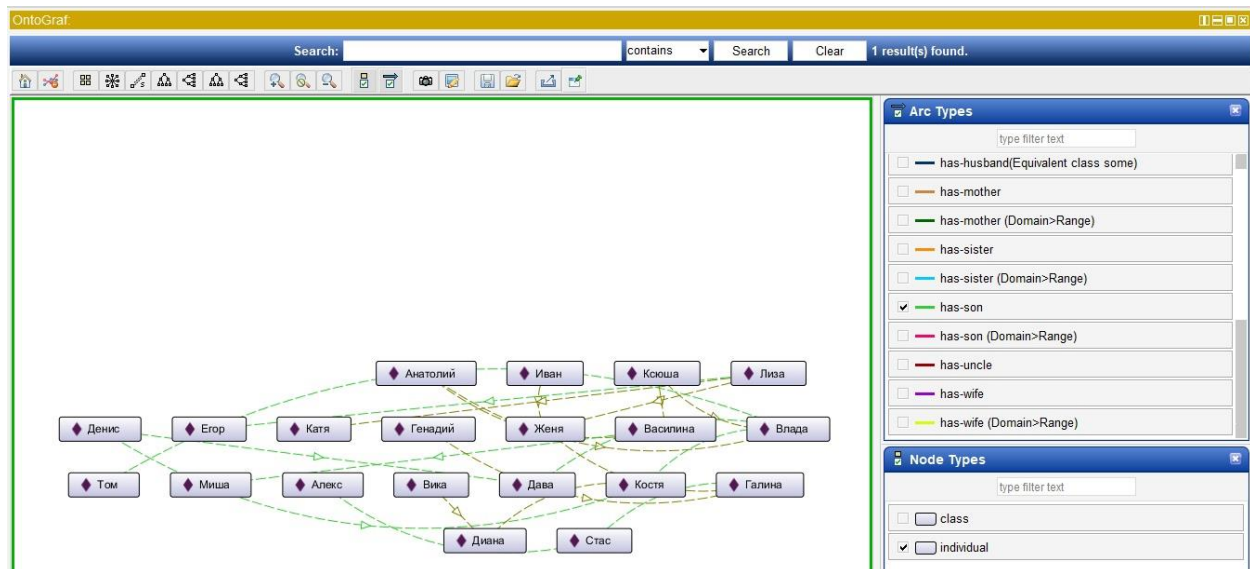 OntoGraf:
Search: contains Search Clear 1 result(s) found.
Arc Types
type filter text
has-husband(Equivalent class some)
has-mother
has-mother (Domain>Range)
has-sister
has-sister (Domain>Range)
has-son
has-son (Domain>Range)
has-uncle
has-wife
has-wife (Domain>Range)
Анатолий Иван Ксюша Лиза
Денис Егор Катя Генадий Женя Василина Влада
Том Миша Алекс Вика Дава Костя Галина
Диана Стас
Node Types
type filter text
class
individual